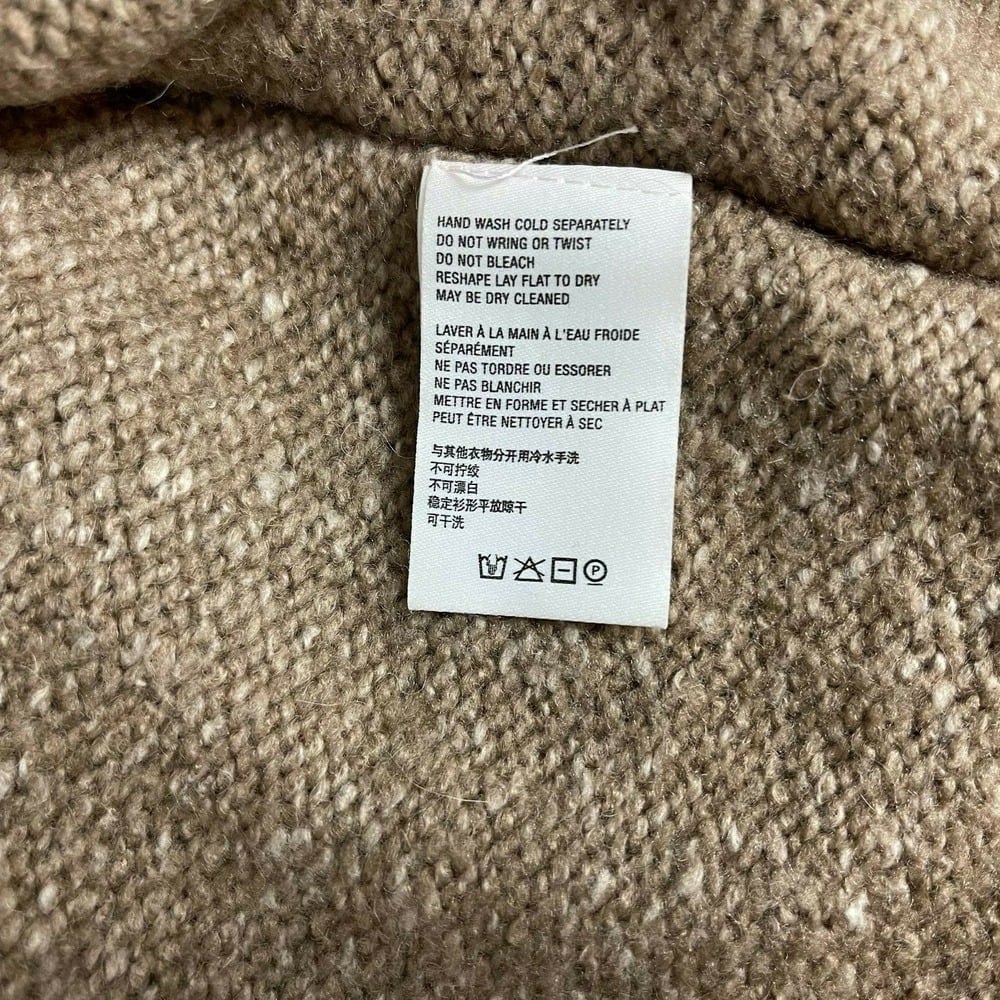 HAND WASH COLD SEPARATELY
DO NOT WRING OR TWIST
DO NOT BLEACH
RESHAPE LAY FLAT TO DRY
MAY BE DRY CLEANED
LAVER À LA MAIN À L'EAU FROIDE
SÉPARÉMENT
NE PAS TORDRE OU ESSORER
NE PAS BLANCHIR
METTRE EN FORME ET SECHER À PLAT
PEUT ÊTRE NETTOYER À SEC
与其他衣物分开用冷水手洗
不可拧绞
不可漂白
稳定衫形平放晾干
可干洗
P